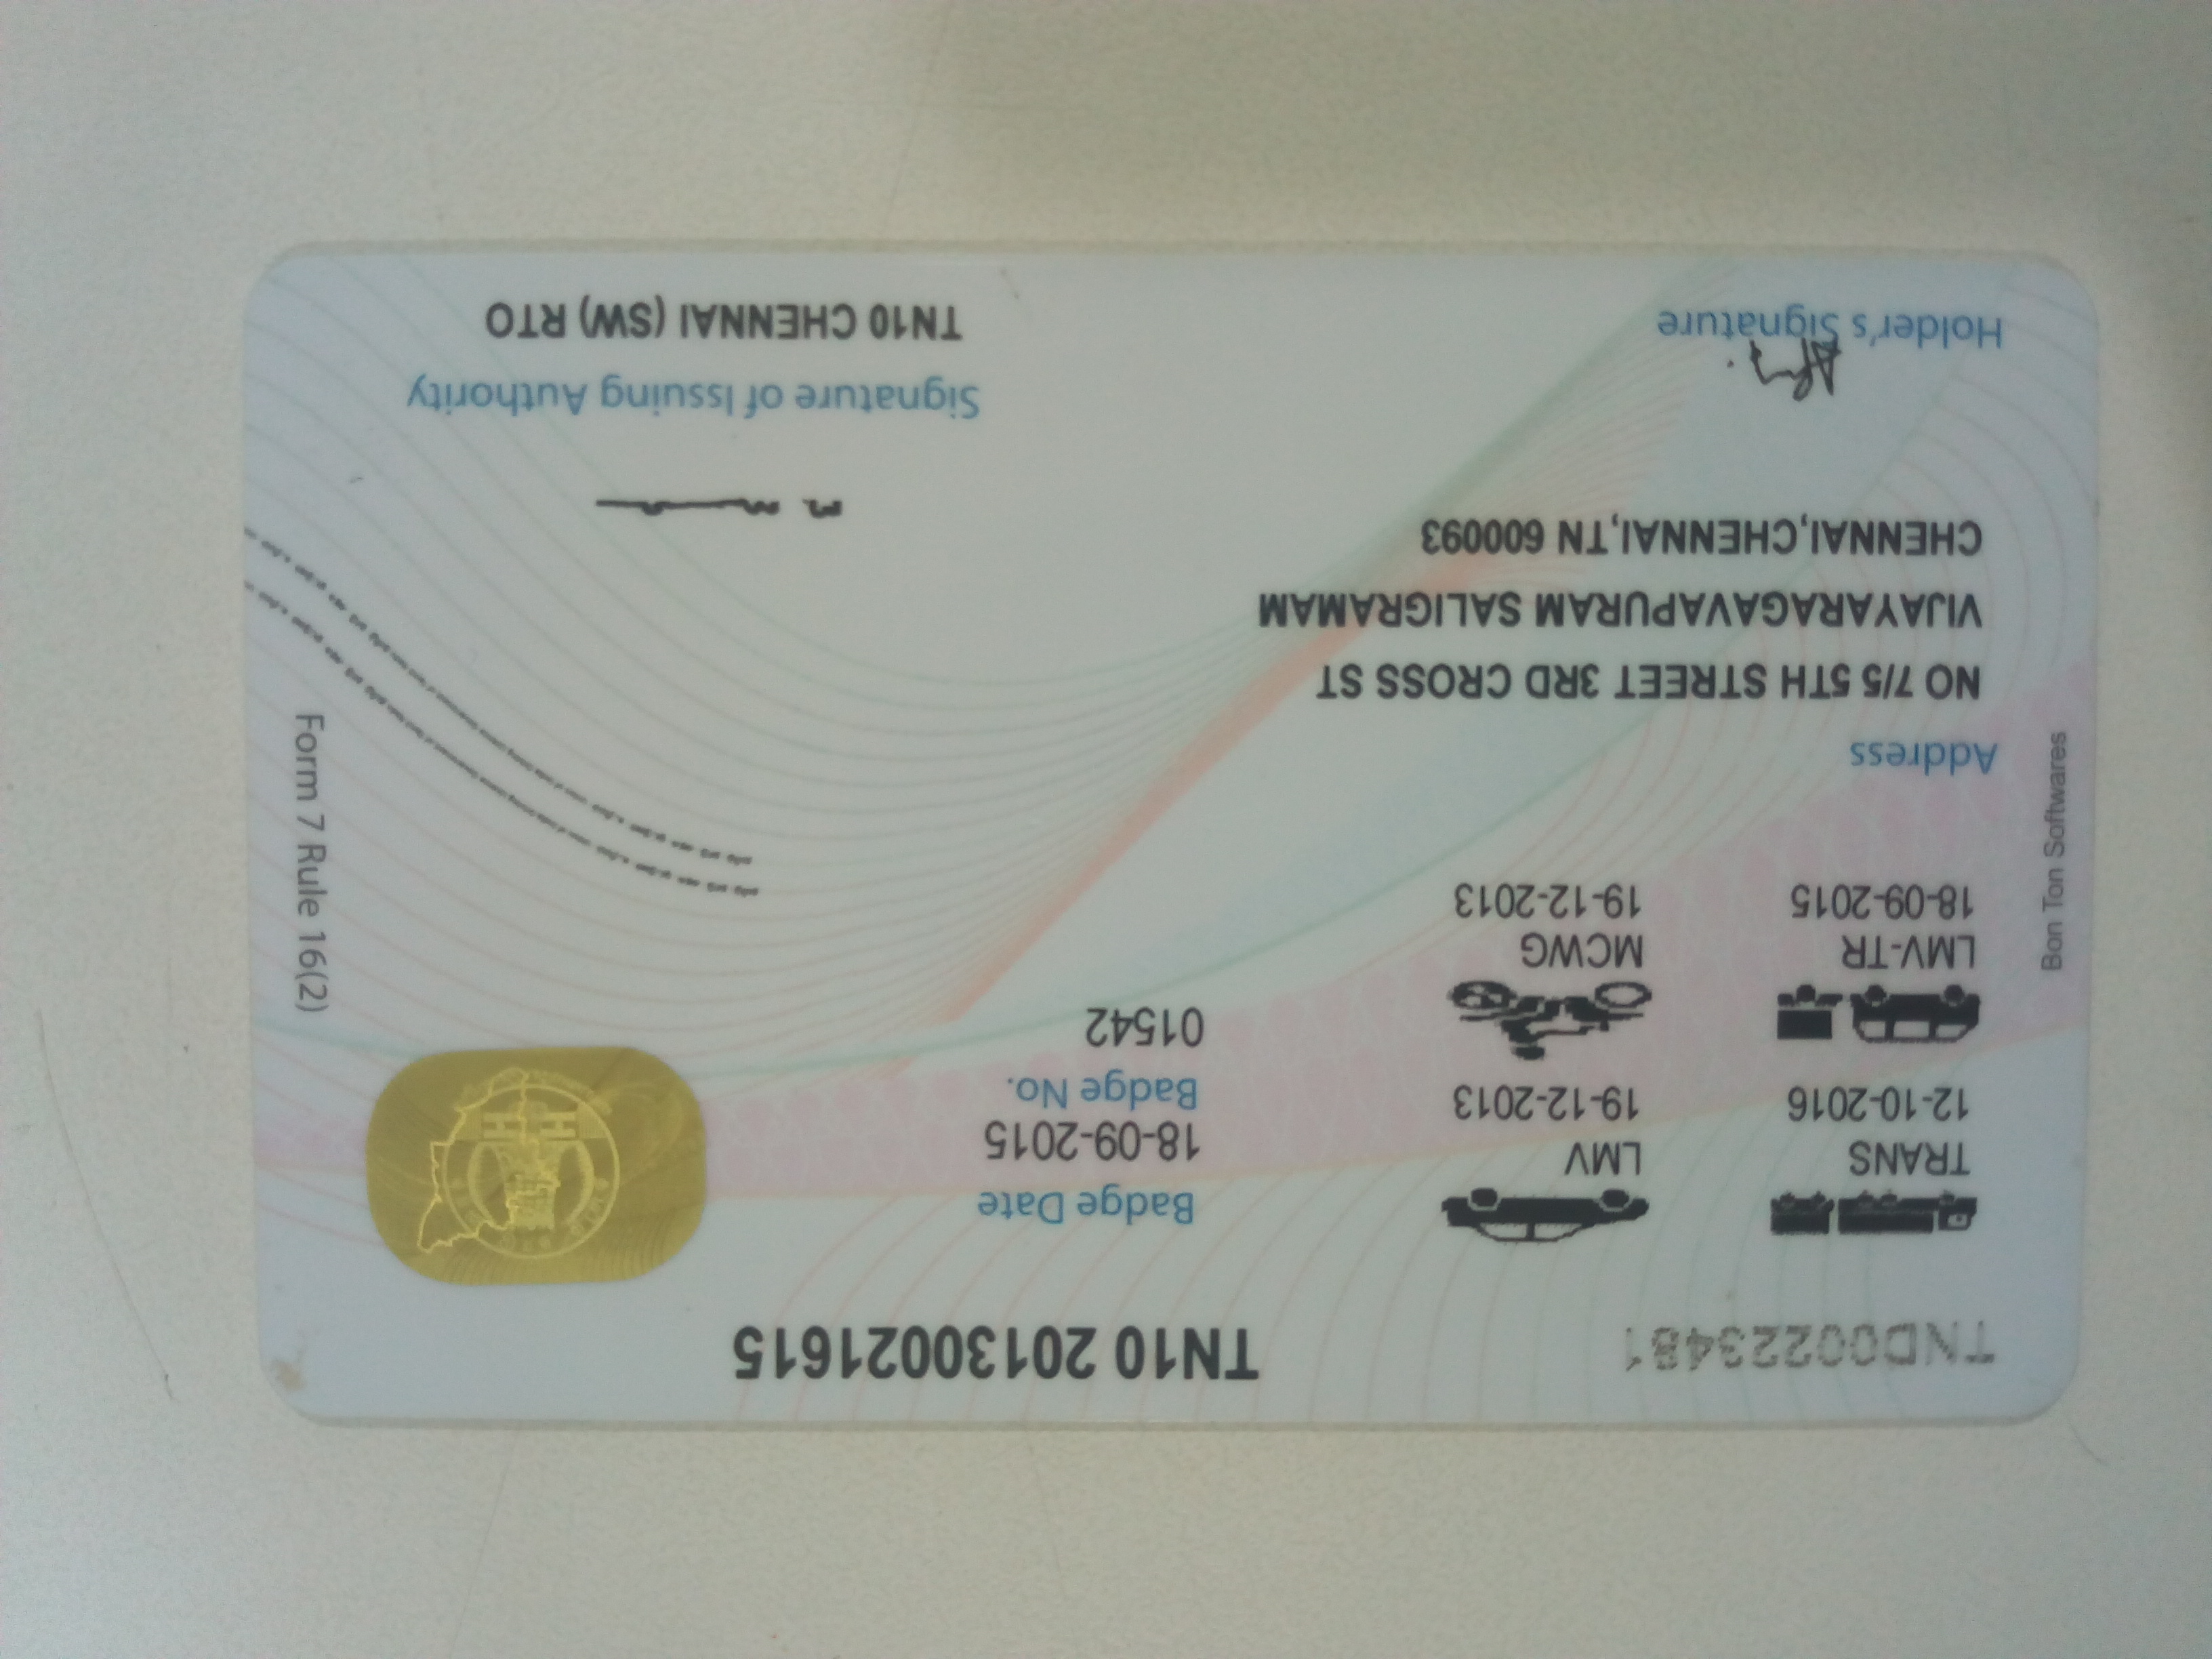 TND00223481
TN10 20130021615
TRANS
12-10-2016
LMV
19-12-2013
Badge Date
18-09-2015
Badge No.
01542
LMV-TR
18-09-2015
MCWG
19-12-2013
Address
NO 7/5 5TH STREET 3RD CROSS ST
VIJAYARAGAVAPURAM SALIGRAMAM
CHENNAI,CHENNAI,TN 600093
Holder's Signature
Signature of Issuing Authority
TN10 CHENNAI (SW) RTO
Form 7 Rule 16(2)
Bon Ton Softwares